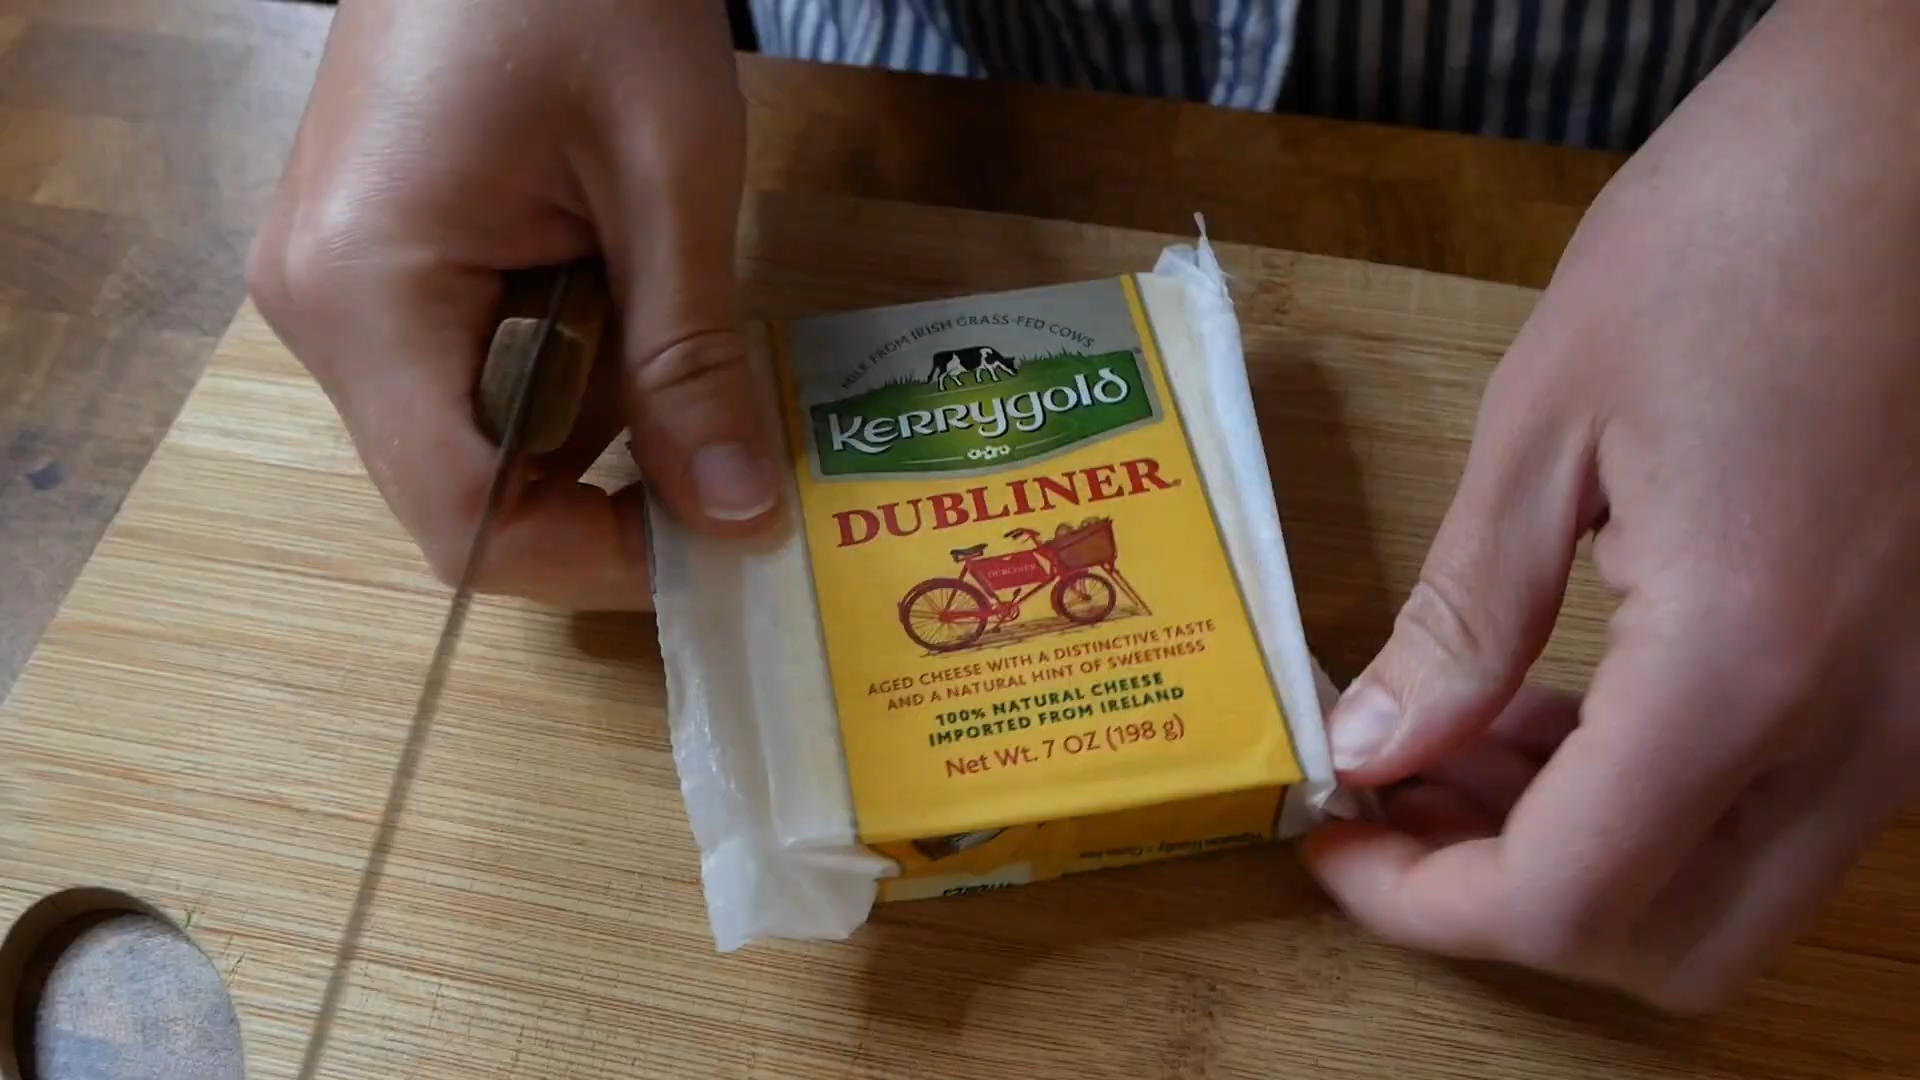 MILK FROM IRISH GRASS-FED COWS
Kerrygold
DUBLINER
DUBLINER
AGED CHEESE WITH A DISTINCTIVE TASTE
AND A NATURAL HINT OF SWEETNESS
100% NATURAL CHEESE
IMPORTED FROM IRELAND
Net Wt. 7 OZ (198 g)